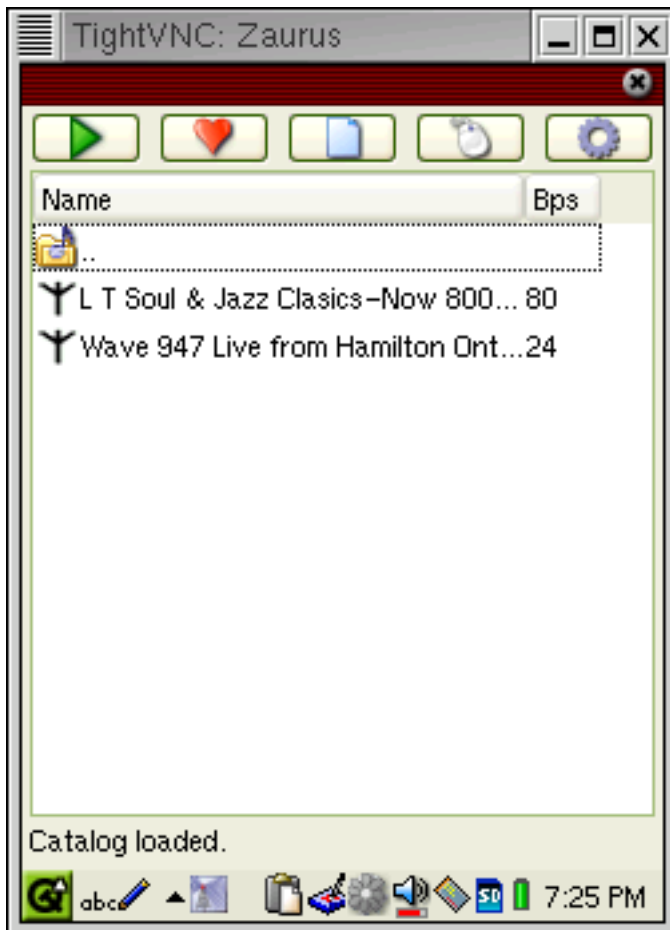 TightVNC: Zaurus
Name Bps
..
L T Soul & Jazz Clasics-Now 800... 80
Wave 947 Live from Hamilton Ont... 24
Catalog loaded.
abc SD 7:25 PM